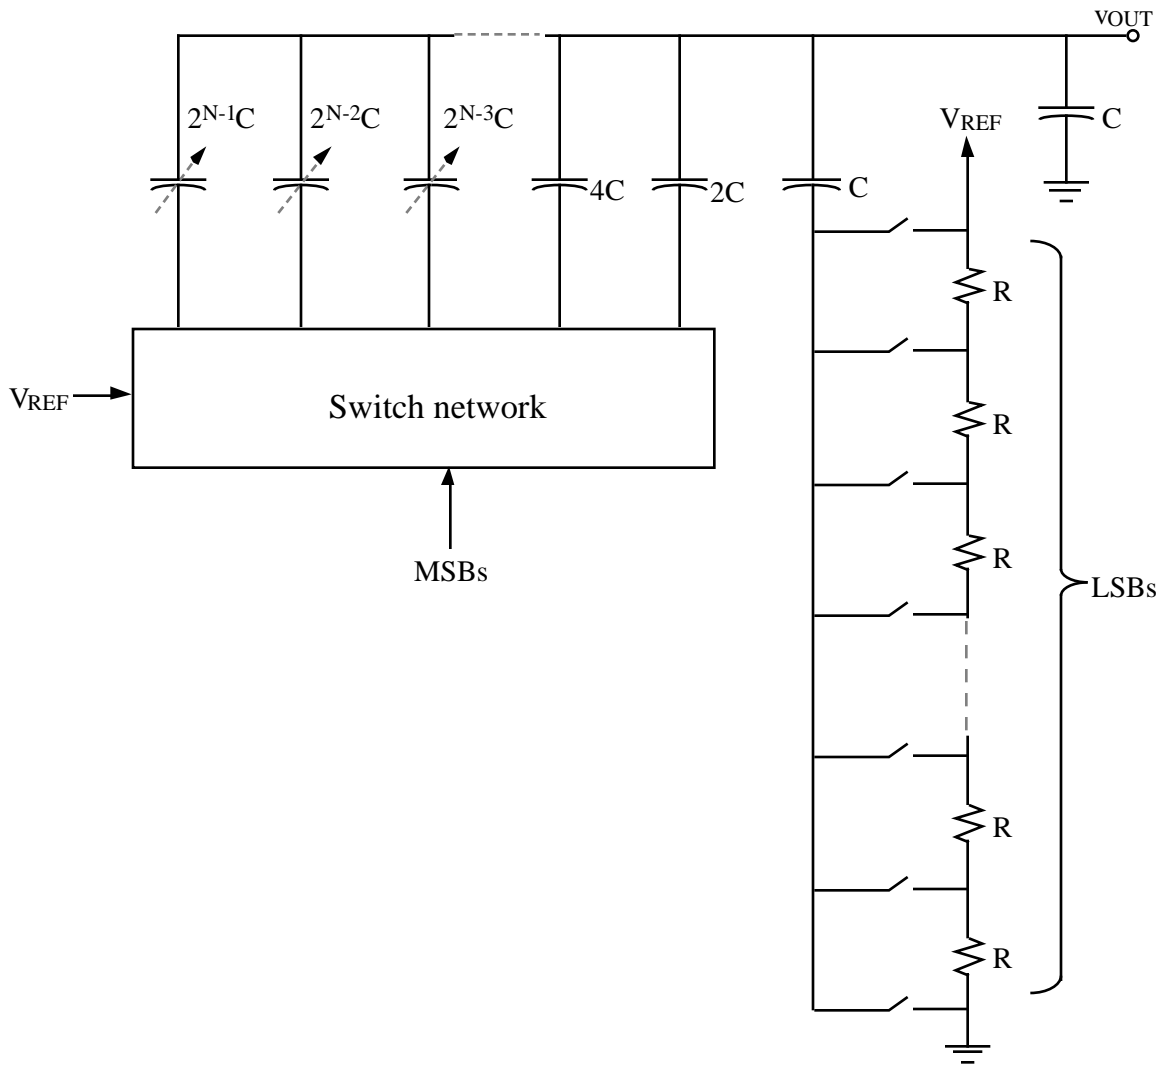 vOUT
2N-1C
2N-2C
2N-3C
VREF
C
4C
2C
C
R
VREF
Switch network
R
R
MSBs
LSBs
R
R